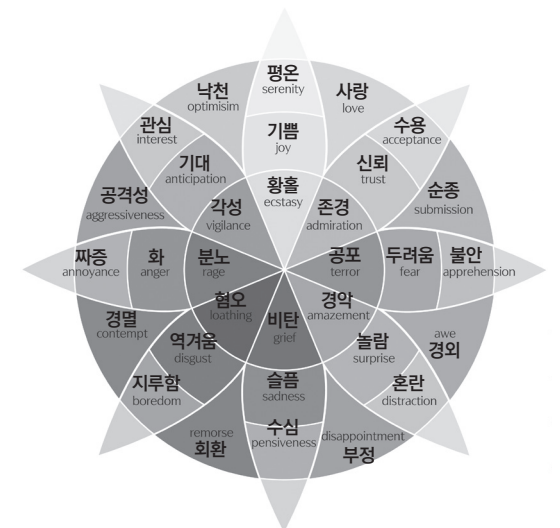 평온
serenity
낙천
optimisim
사랑
love
관심
interest
기쁨
joy
수용
acceptance
기대
anticipation
신뢰
trust
공격성
aggressiveness
각성
vigilance
황홀
ecstasy
존경
admiration
순종
submission
짜증
annoyance
화
anger
분노
rage
공포
terror
두려움
fear
불안
apprehension
혐오
loathing
비탄
grief
경악
amazement
경멸
contempt
역겨움
disgust
놀람
surprise
awe
경외
지루함
boredom
슬픔
sadness
혼란
distraction
remorse
회환
수심
pensiveness
disappointment
부정